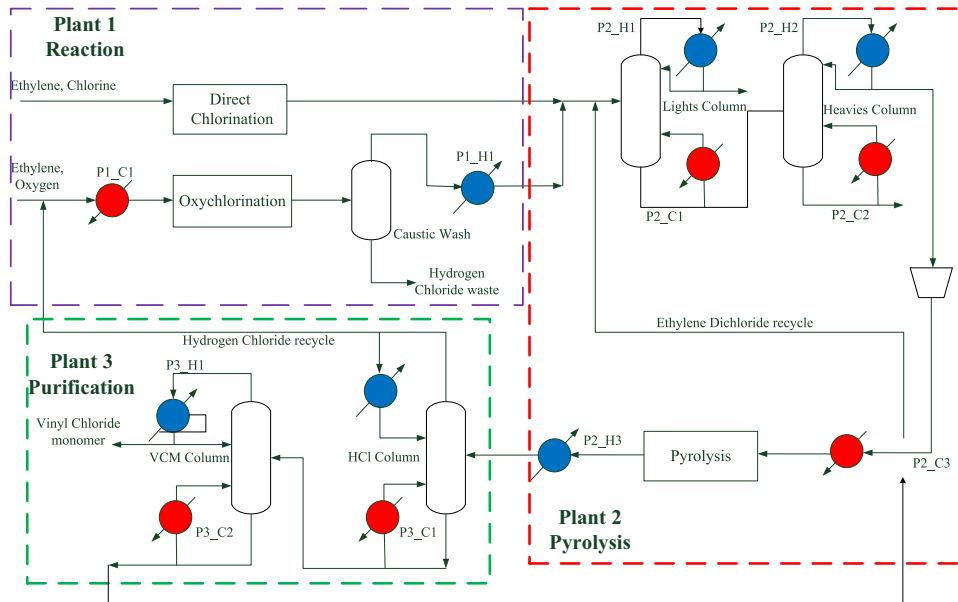 Plant 1
Reaction
Ethylene, Chlorine
Direct
Chlorination
Ethylene,
Oxygen
P1_C1
Oxychlorination
P1_H1
Caustic Wash
Hydrogen
Chloride waste
P2_H1
P2_H2
Lights Column
Heavies Column
P2_C1
P2_C2
Ethylene Dichloride recycle
Hydrogen Chloride recycle
Plant 3
Purification
P3_H1
Vinyl Chloride
monomer
VCM Column
HCl Column
P2_H3
Pyrolysis
P2_C3
P3_C2
P3_C1
Plant 2
Pyrolysis